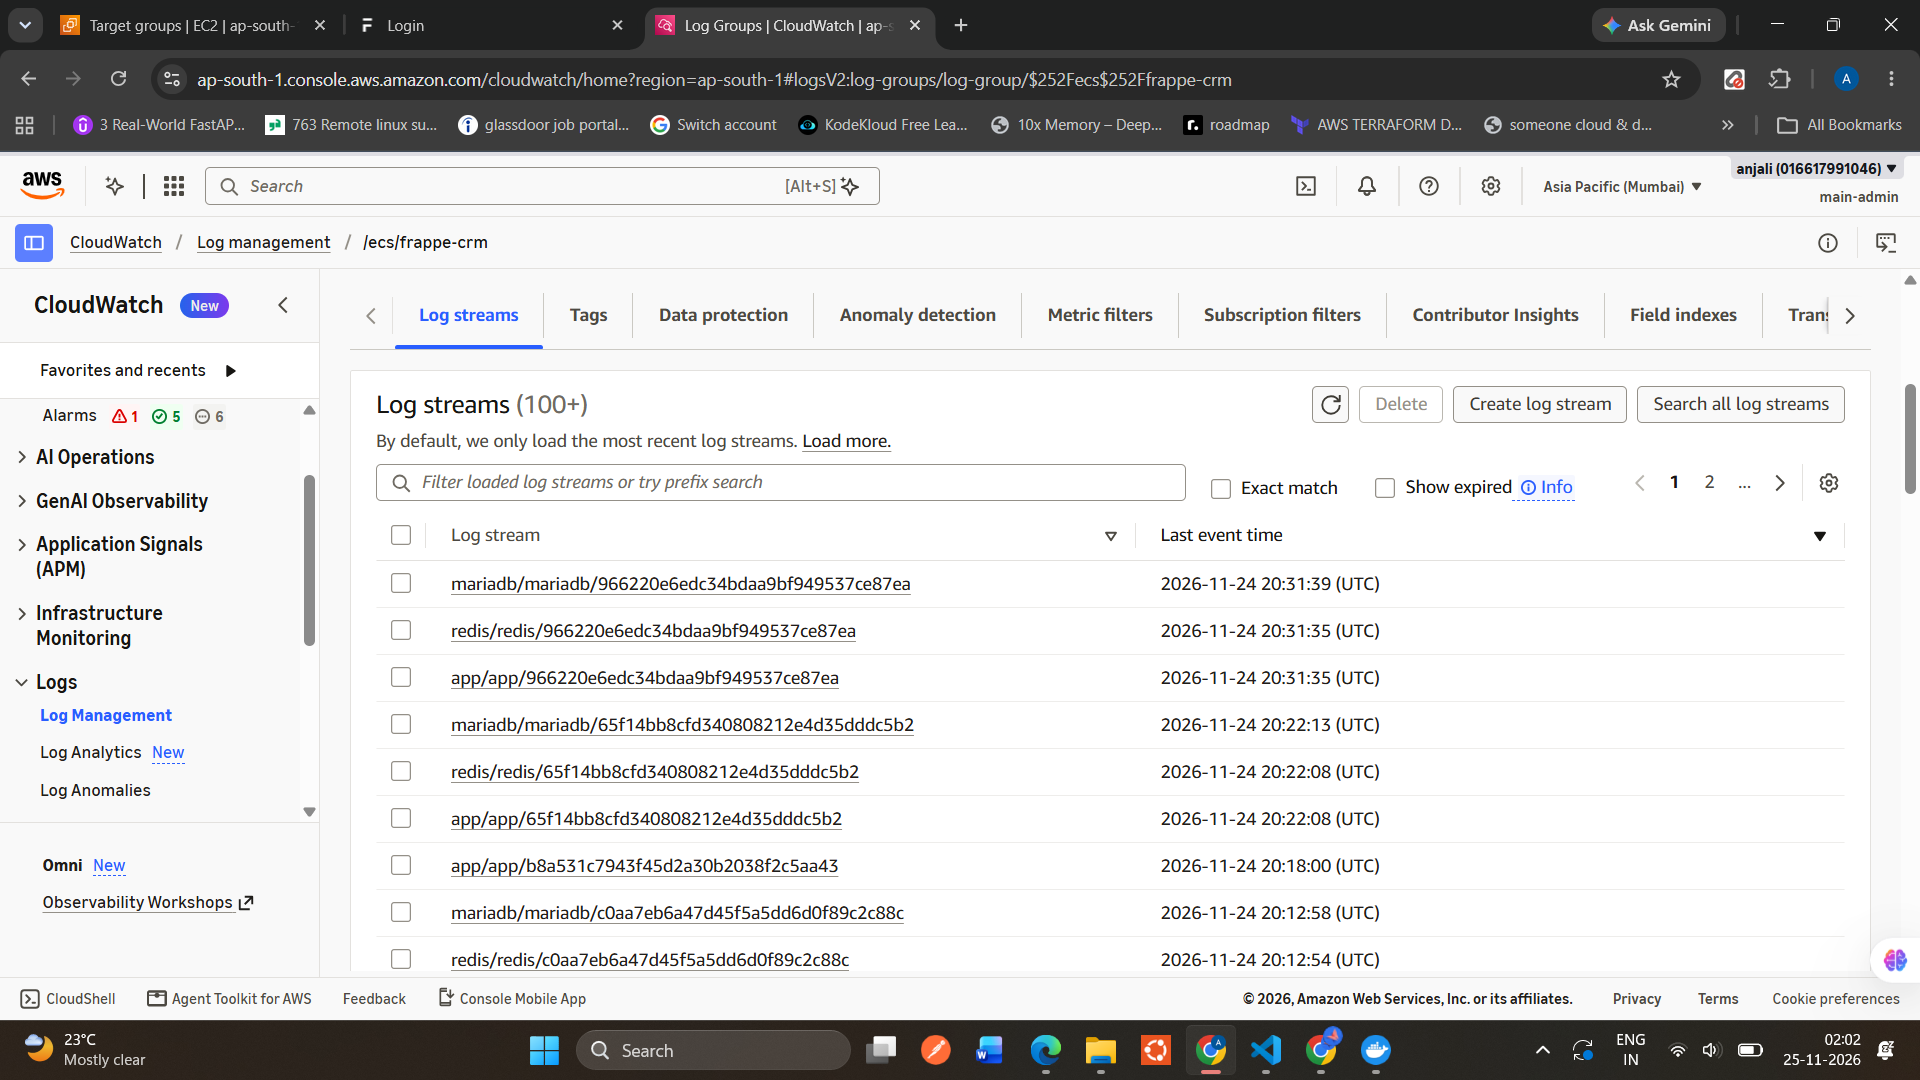 Target groups | EC2 | ap-south-
Login
Log Groups | CloudWatch | ap-s
Ask Gemini
ap-south-1.console.aws.amazon.com/cloudwatch/home?region=ap-south-1#logsV2:log-groups/log-group/$252Fecs$252Ffrappe-crm
A
3 Real-World FastAP...
763 Remote linux su...
glassdoor job portal...
Switch account
KodeKloud Free Lea...
10x Memory – Deep...
roadmap
AWS TERRAFORM D...
someone cloud & d...
All Bookmarks
aws
Search
[Alt+S]
Asia Pacific (Mumbai)
anjali (016617991046)
main-admin
CloudWatch / Log management / /ecs/frappe-crm
CloudWatch New
Favorites and recents
Alarms 1 5 6
AI Operations
GenAI Observability
Application Signals
(APM)
Infrastructure
Monitoring
Logs
Log Management
Log Analytics New
Log Anomalies
Omni New
Observability Workshops
Log streams
Tags
Data protection
Anomaly detection
Metric filters
Subscription filters
Contributor Insights
Field indexes
Trans
Log streams (100+)
Delete
Create log stream
Search all log streams
By default, we only load the most recent log streams. Load more.
Filter loaded log streams or try prefix search
Exact match
Show expired Info
1 2 ...
Log stream Last event time
mariadb/mariadb/966220e6edc34bdaa9bf949537ce87ea 2026-11-24 20:31:39 (UTC)
redis/redis/966220e6edc34bdaa9bf949537ce87ea 2026-11-24 20:31:35 (UTC)
app/app/966220e6edc34bdaa9bf949537ce87ea 2026-11-24 20:31:35 (UTC)
mariadb/mariadb/65f14bb8cfd340808212e4d35dddc5b2 2026-11-24 20:22:13 (UTC)
redis/redis/65f14bb8cfd340808212e4d35dddc5b2 2026-11-24 20:22:08 (UTC)
app/app/65f14bb8cfd340808212e4d35dddc5b2 2026-11-24 20:22:08 (UTC)
app/app/b8a531c7943f45d2a30b2038f2c5aa43 2026-11-24 20:18:00 (UTC)
mariadb/mariadb/c0aa7eb6a47d45f5a5dd6d0f89c2c88c 2026-11-24 20:12:58 (UTC)
redis/redis/c0aa7eb6a47d45f5a5dd6d0f89c2c88c 2026-11-24 20:12:54 (UTC)
CloudShell
Agent Toolkit for AWS
Feedback
Console Mobile App
© 2026, Amazon Web Services, Inc. or its affiliates.
Privacy
Terms
Cookie preferences
23°C
Mostly clear
Search
ENG
IN
02:02
25-11-2026